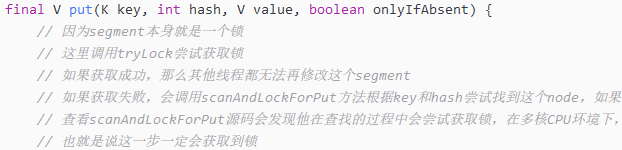 final V put(K key, int hash, V value, boolean onlyIfAbsent) {
// 因为segment本身就是一个锁
// 这里调用tryLock尝试获取锁
// 如果获取成功，那么其他线程都无法再修改这个segment
// 如果获取失败，会调用scanAndLockForPut方法根据key和hash尝试找到这个node，如果
// 查看scanAndLockForPut源码会发现他在查找的过程中会尝试获取锁，在多核CPU环境下，
// 也就是说这一步一定会获取到锁